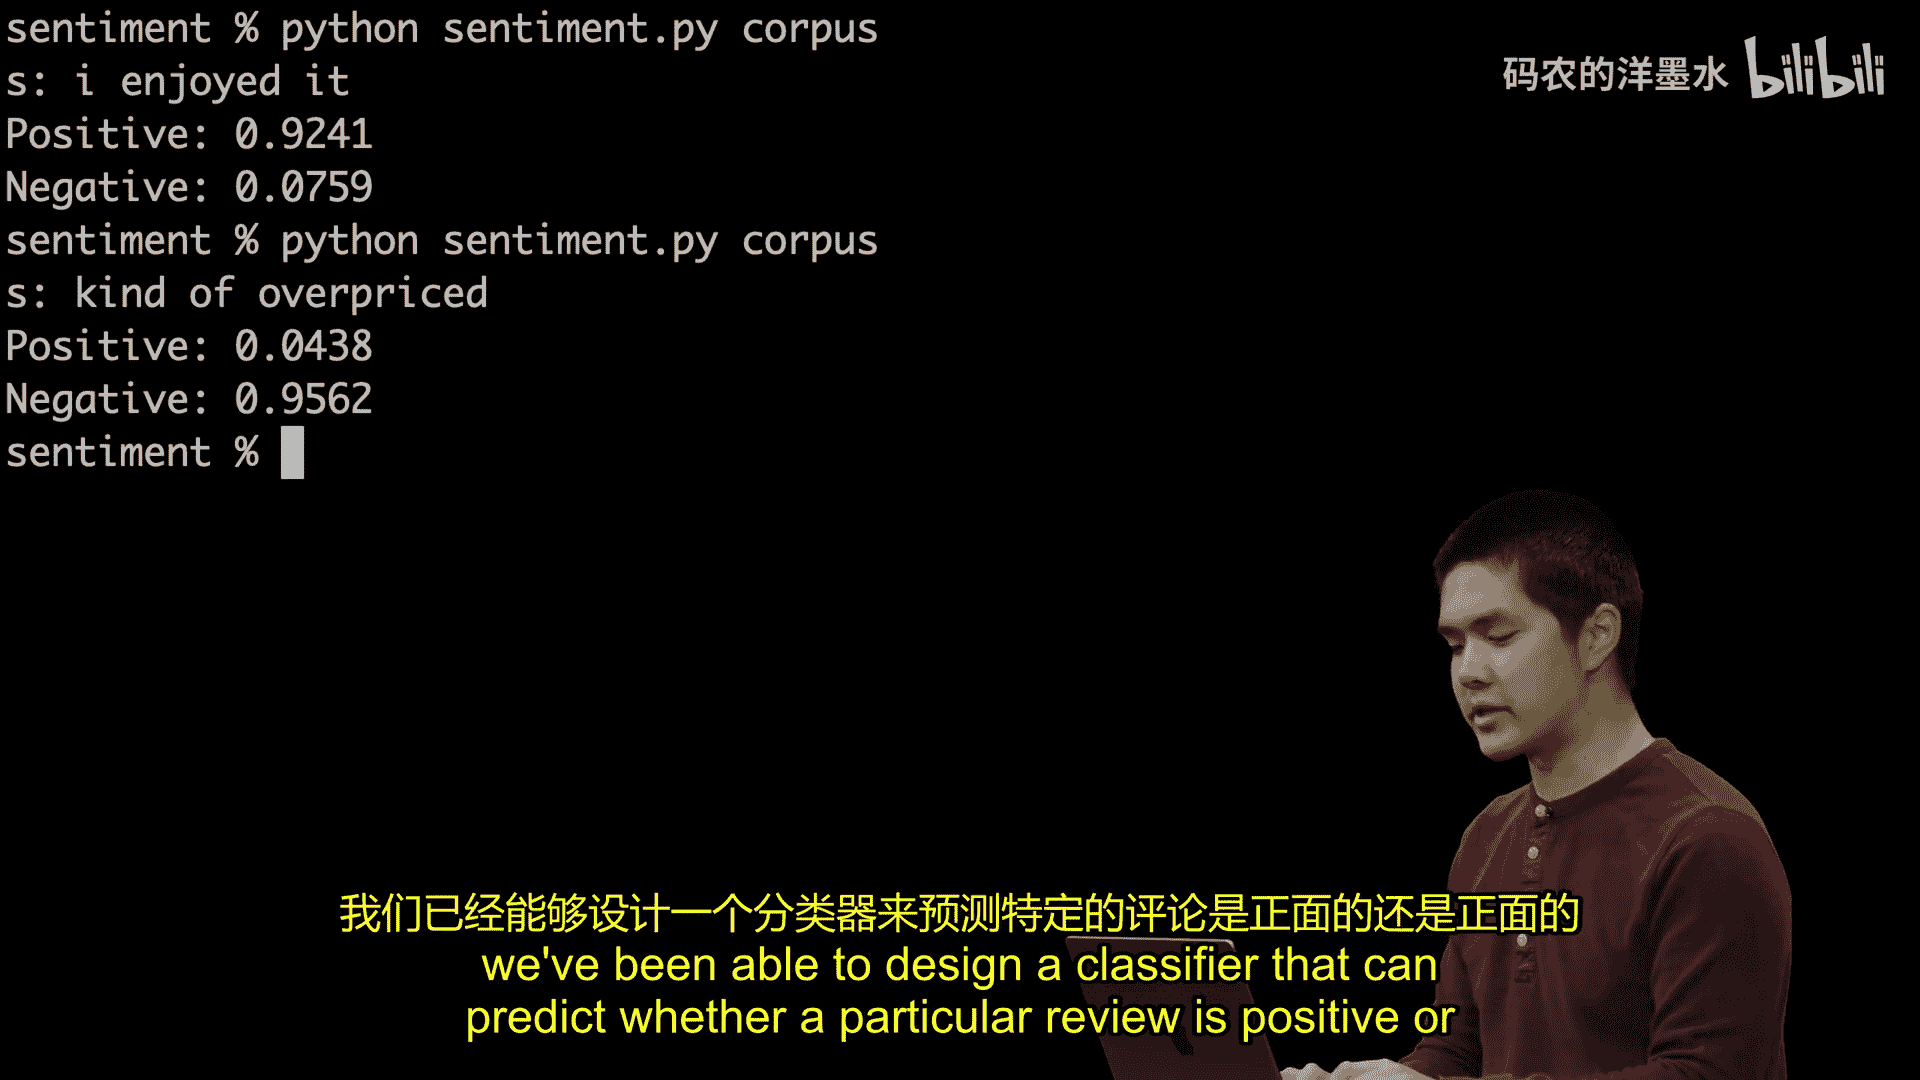 sentiment % python sentiment.py corpus
s: i enjoyed it
Positive: 0.9241
Negative: 0.0759
sentiment % python sentiment.py corpus
s: kind of overpriced
Positive: 0.0438
Negative: 0.9562
sentiment %
码农的洋墨水 bilibili
我们已经能够设计一个分类器来预测特定的评论是正面的还是正面的
we've been able to design a classifier that can
predict whether a particular review is positive or